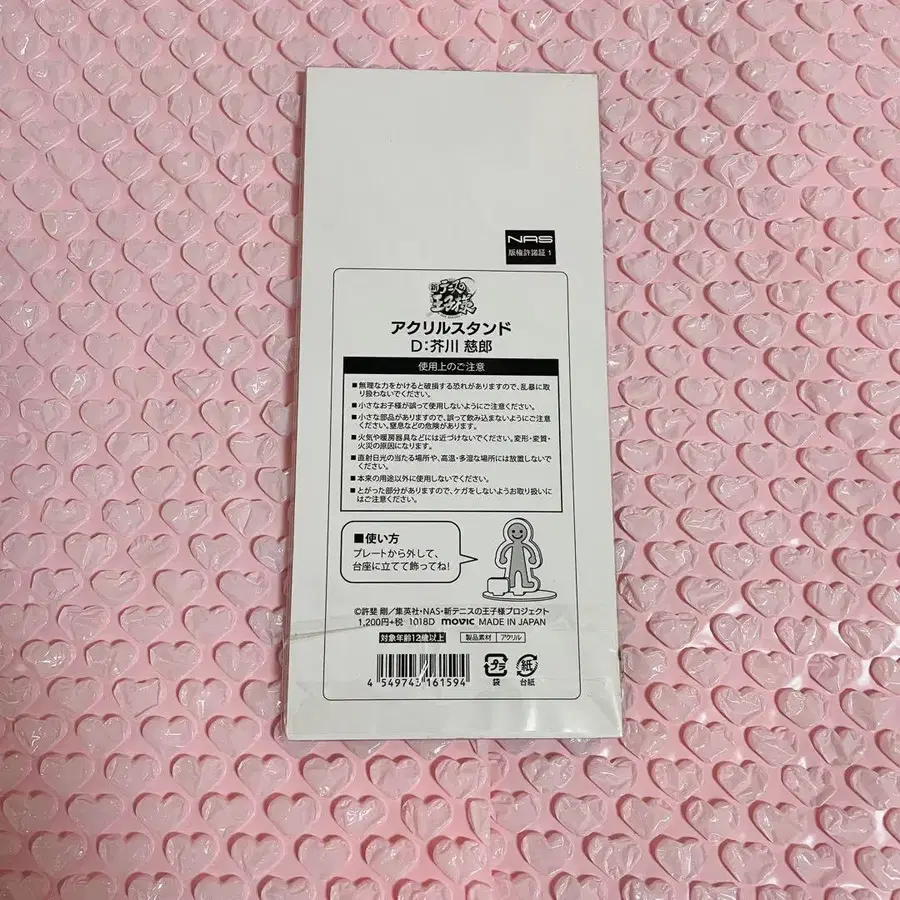 NAS
版権許諾証 1
新テニスの
王子様
アクリルスタンド
D:芥川 慈郎
使用上のご注意
■無理な力をかけると破損する恐れがありますので、乱暴に取
り扱わないでください。
■小さなお子様が誤って使用しないようにご注意ください。
■小さな部品がありますので、誤って飲み込まないようにご注意
ください。窒息などの危険があります。
■火気や暖房器具などには近づけないでください。変形・変質・
火災の原因になります。
■直射日光の当たる場所や、高温・多湿な場所には放置しないで
ください。
■本来の用途以外に使用しないでください。
■とがった部分がありますので、ケガをしないようお取り扱いに
はご注意ください。
■使い方
プレートから外して、
台座に立てて飾ってね!
©許斐 剛/集英社・NAS・新テニスの王子様プロジェクト
1,200円+税 1018D movic MADE IN JAPAN
対象年齢12歳以上 製品素材 アクリル
4 549743 161594
プラ 紙
袋 台紙